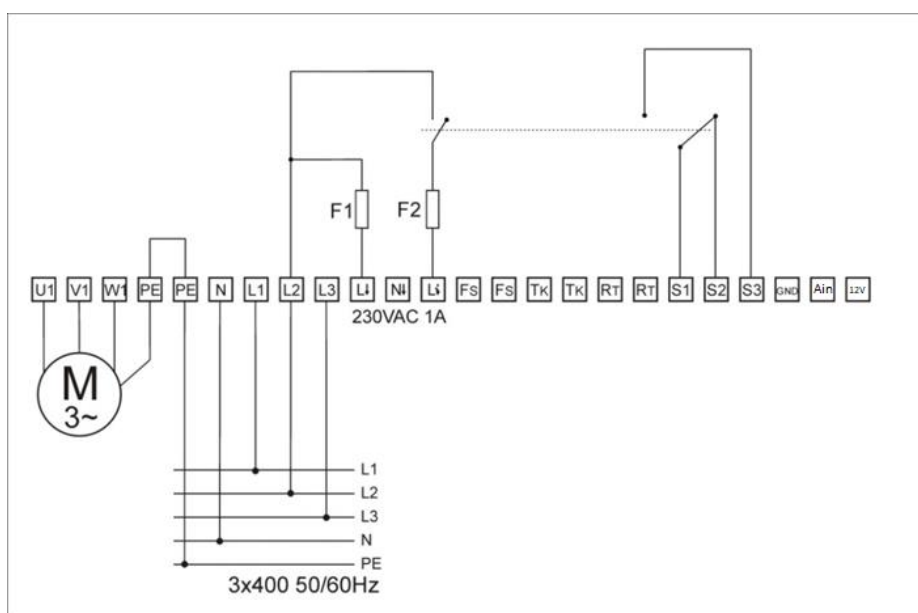 F1
F2
U1 V1 W1 PE PE N L1 L2 L3 L N L FS FS TK TK RT RT S1 S2 S3 GND Ain 12V
230VAC 1A
M
3~
L1
L2
L3
N
PE
3x400 50/60Hz